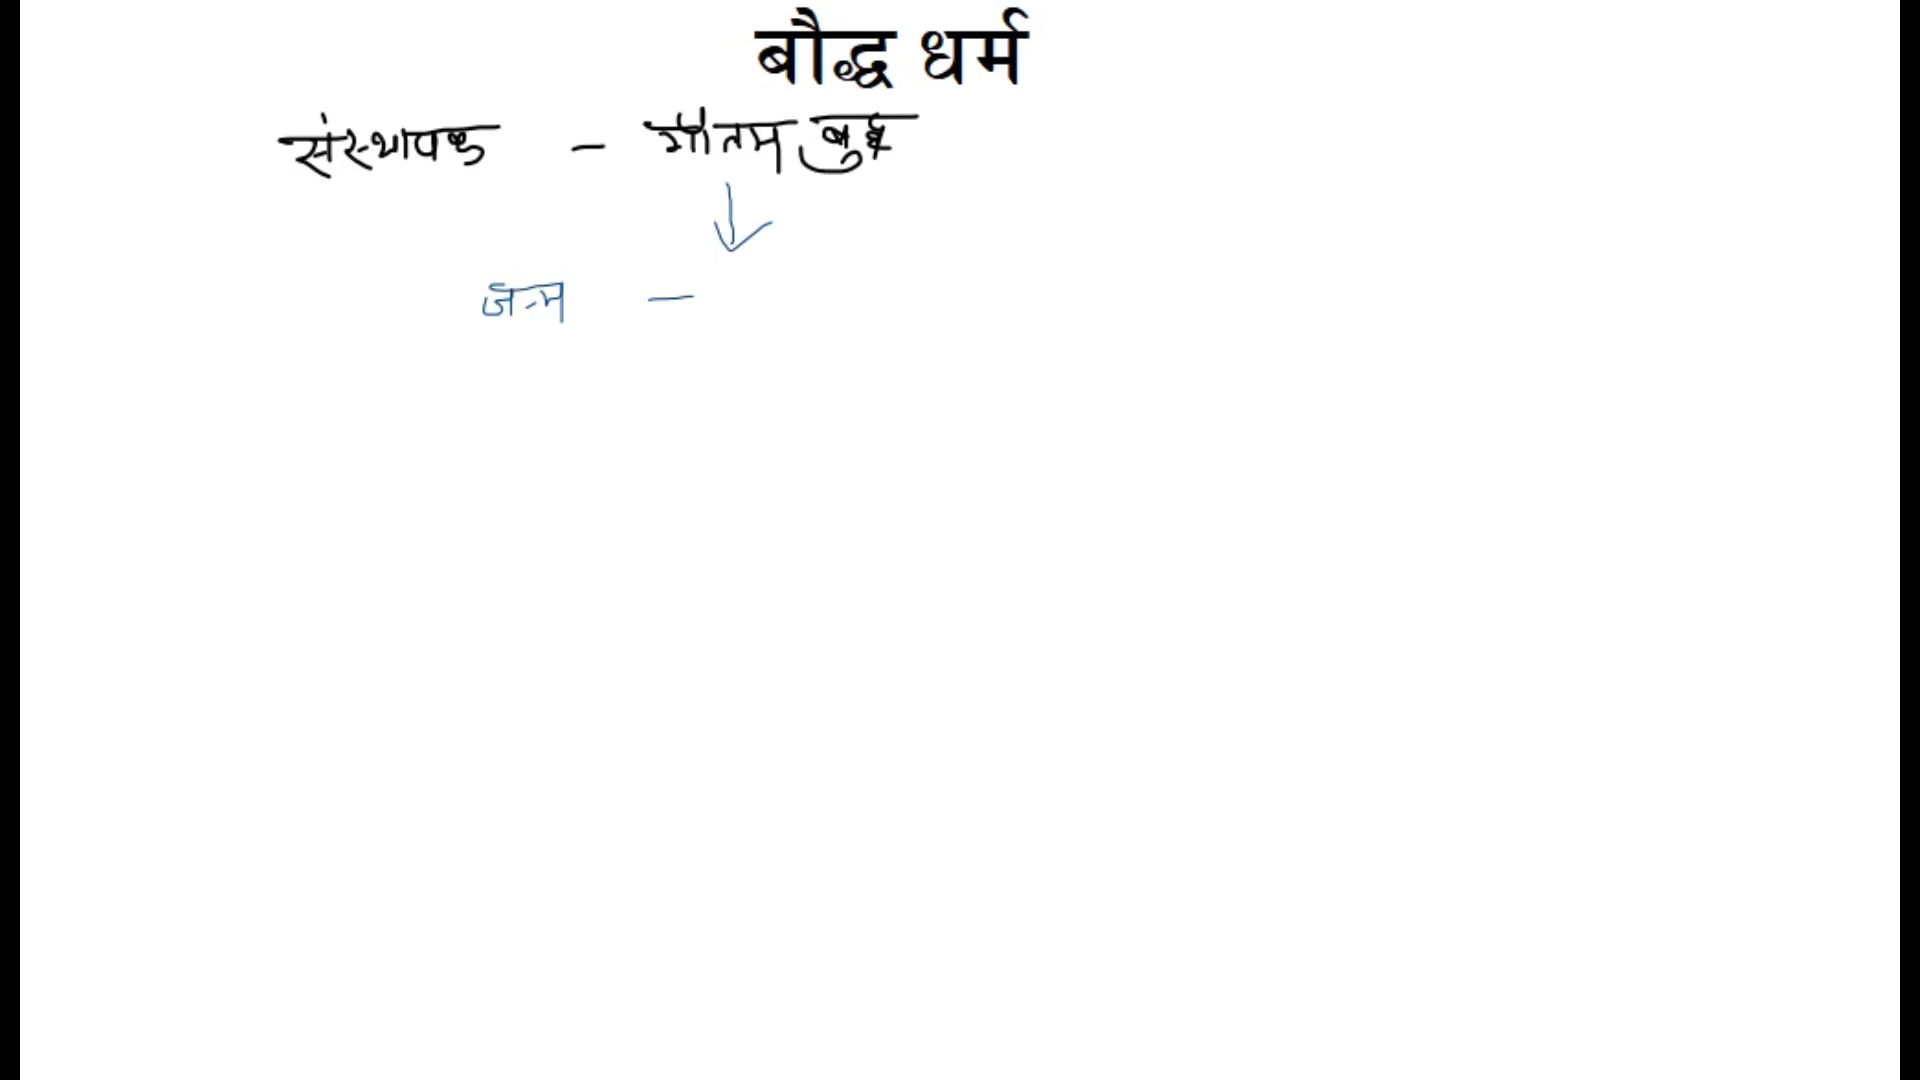 बौद्ध धर्म
संस्थापक - गौतम बुद्ध
जन्म -